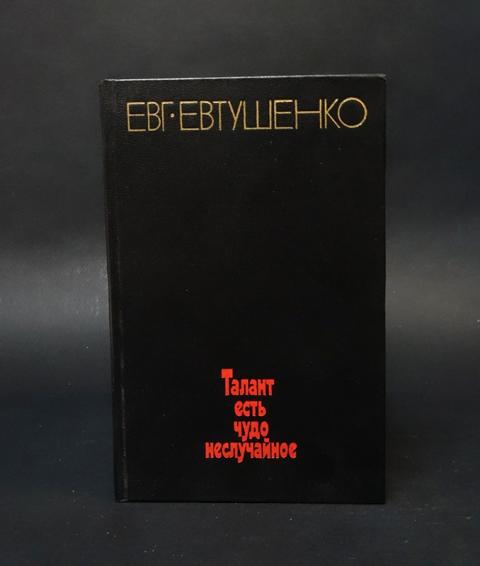 ЕВГ·ЕВТУШЕНКО
Талант
есть
чудо
неслучайное